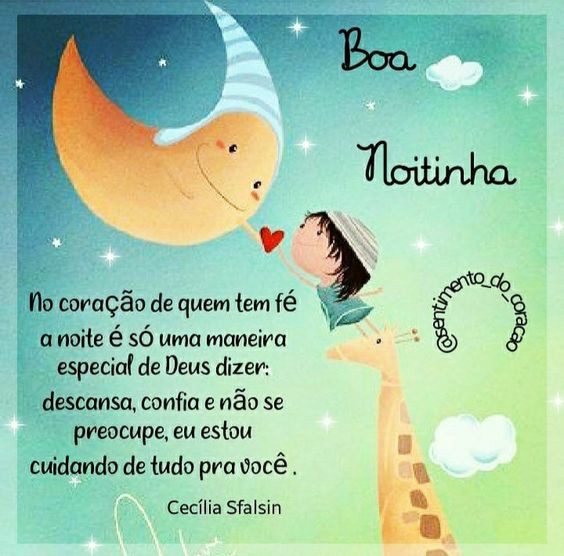 Boa
Noitinha
@sentimento_do_coracao
No coração de quem tem fé
a noite é só uma maneira
especial de Deus dizer:
descansa, confia e não se
preocupe, eu estou
cuidando de tudo pra você.
Cecília Sfalsin